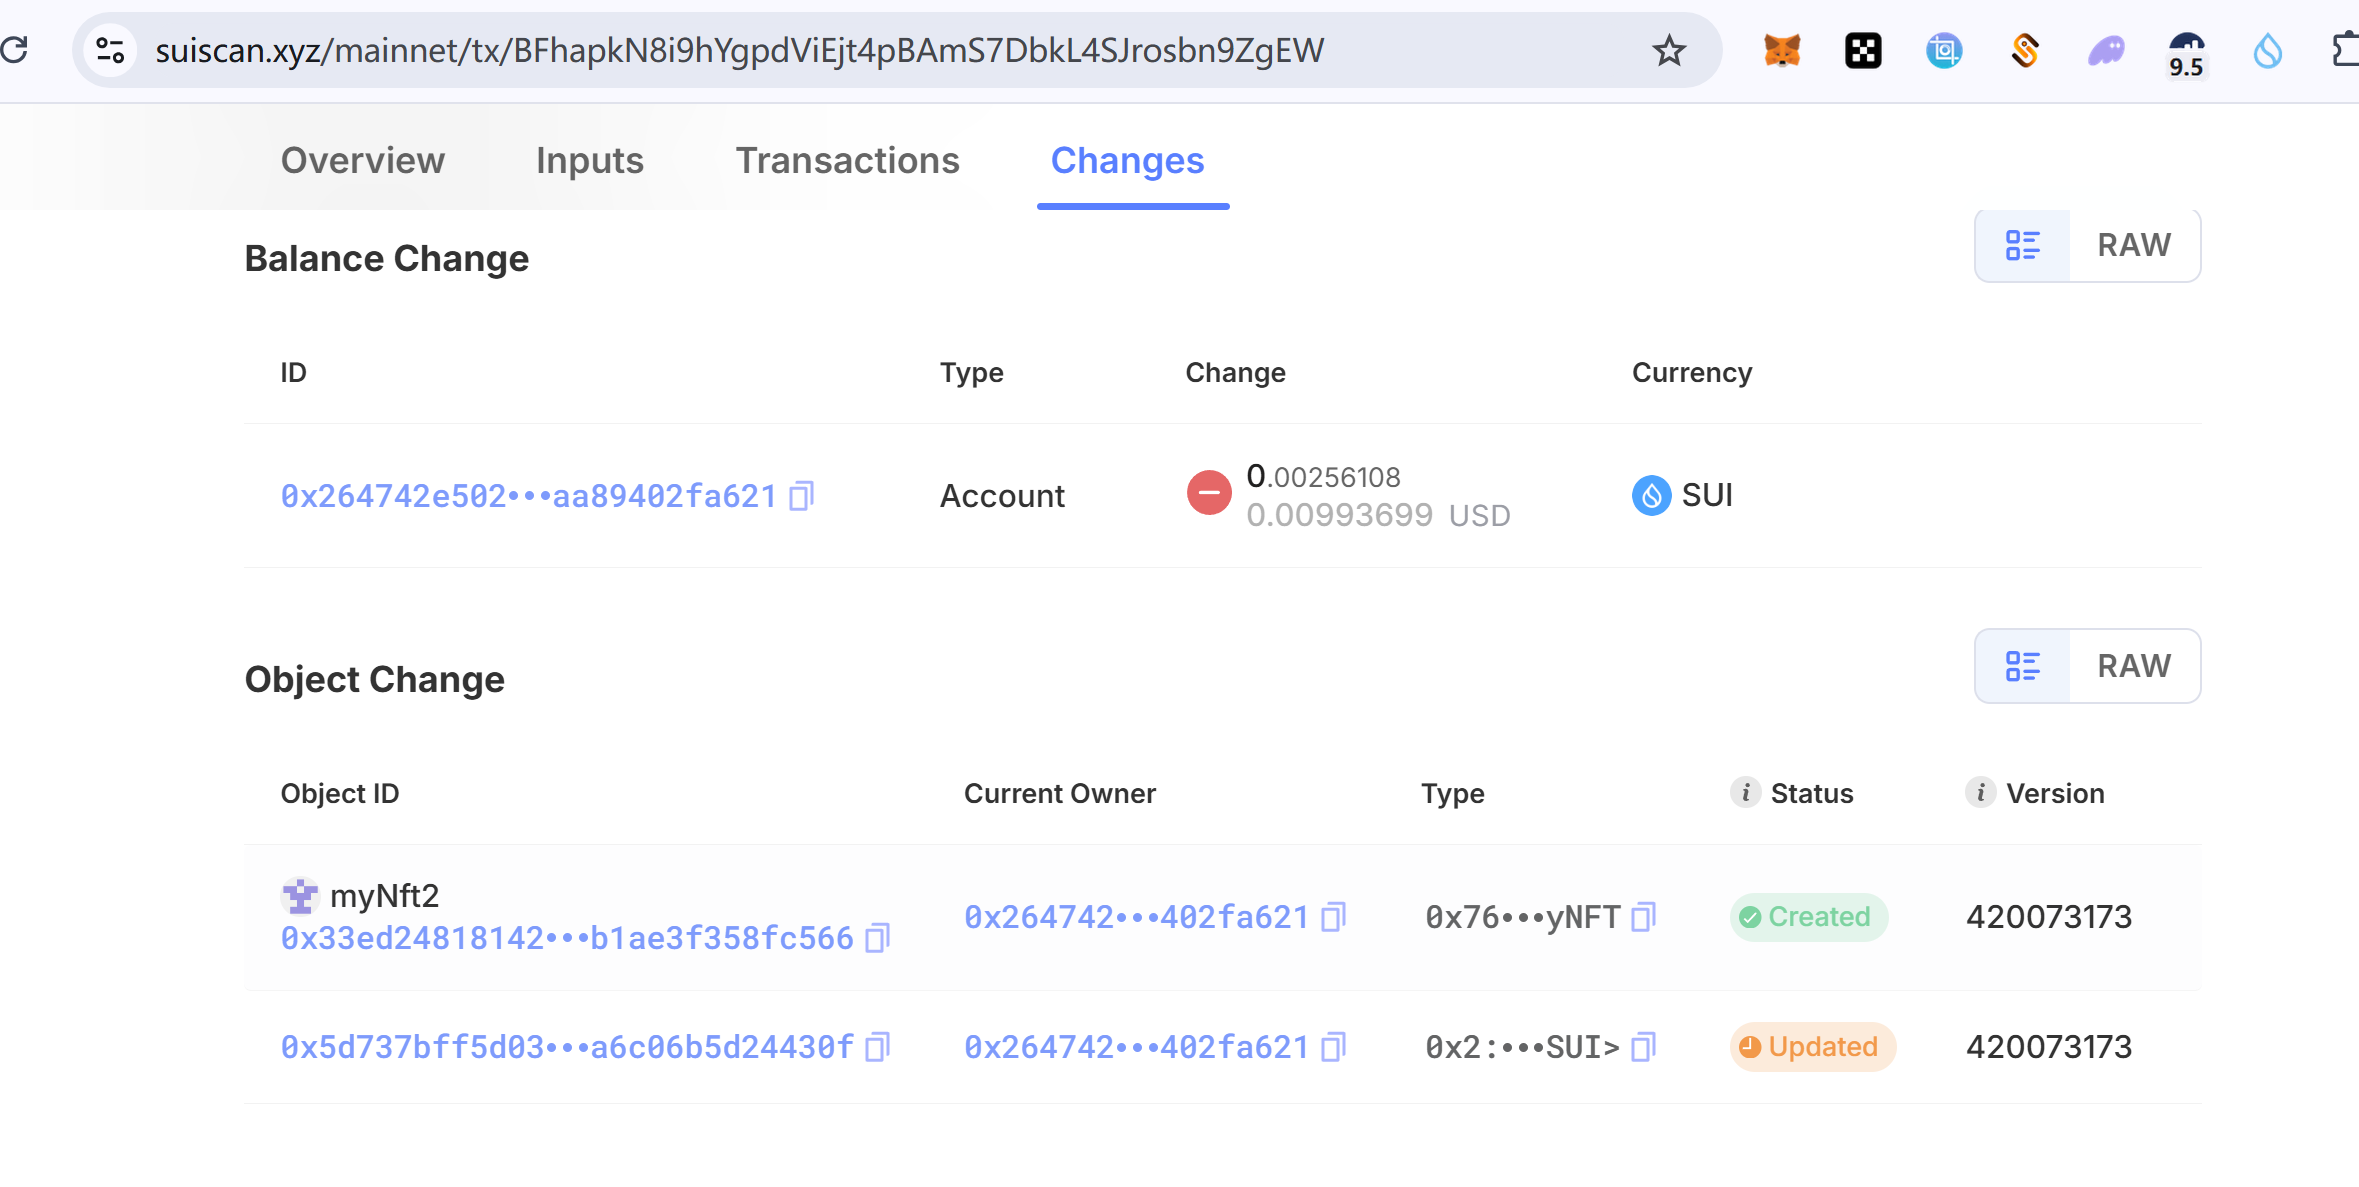 suiscan.xyz/mainnet/tx/BFhapkN8i9hYgpdViEjt4pBAmS7DbkL4SJrosbn9ZgEW
9.5
Overview Inputs Transactions Changes
Balance Change RAW
ID Type Change Currency
0x264742e502•••aa89402fa621 Account 0.00256108 SUI
0.00993699 USD
Object Change RAW
Object ID Current Owner Type i Status i Version
myNft2
0x33ed24818142•••b1ae3f358fc566 0x264742•••402fa621 0x76•••yNFT Created 420073173
0x5d737bff5d03•••a6c06b5d24430f 0x264742•••402fa621 0x2:•••SUI> Updated 420073173